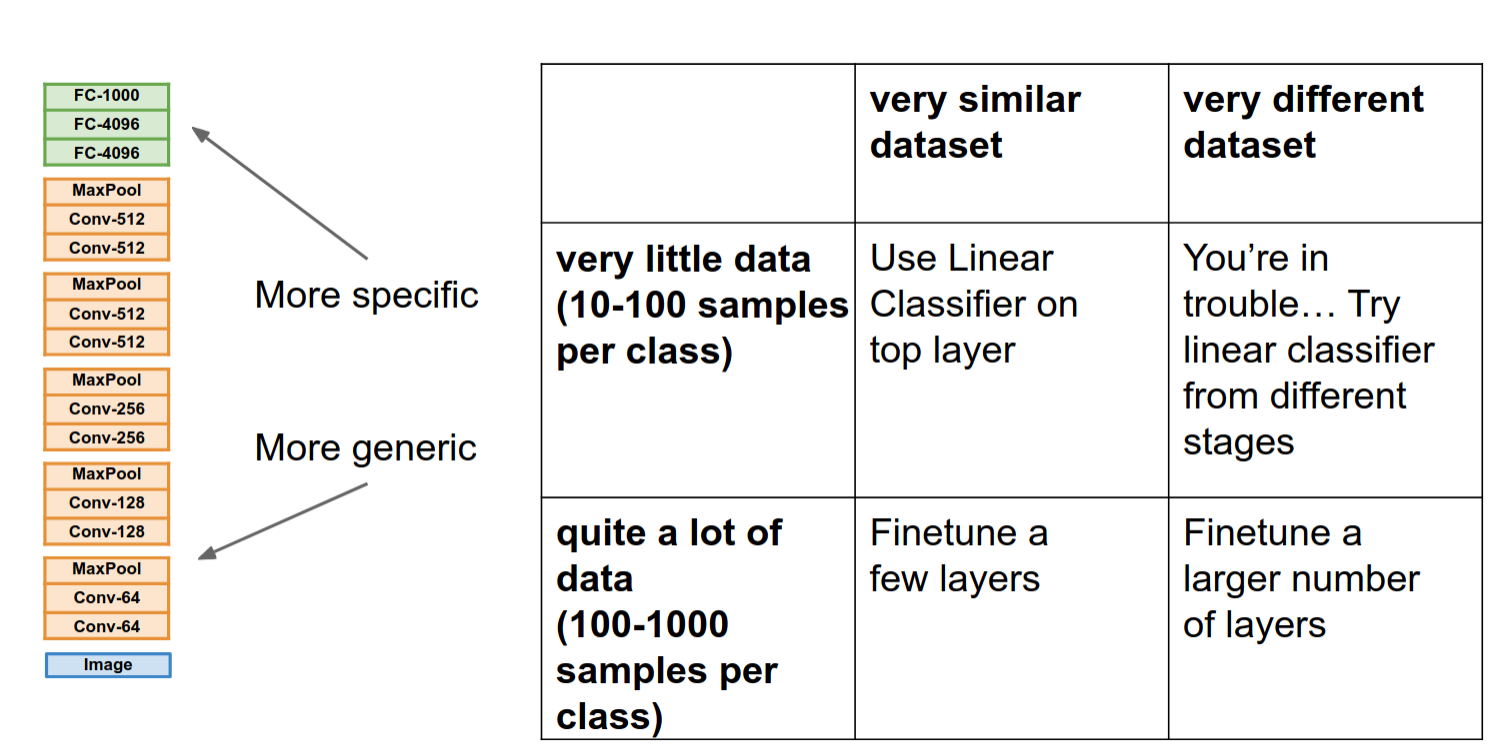 FC-1000
FC-4096
FC-4096
MaxPool
Conv-512
Conv-512
MaxPool
Conv-512
Conv-512
MaxPool
Conv-256
Conv-256
MaxPool
Conv-128
Conv-128
MaxPool
Conv-64
Conv-64
Image
More specific
More generic
very similar
dataset
very different
dataset
very little data
(10-100 samples
per class)
Use Linear
Classifier on
top layer
You’re in
trouble… Try
linear classifier
from different
stages
quite a lot of
data
(100-1000
samples per
class)
Finetune a
few layers
Finetune a
larger number
of layers